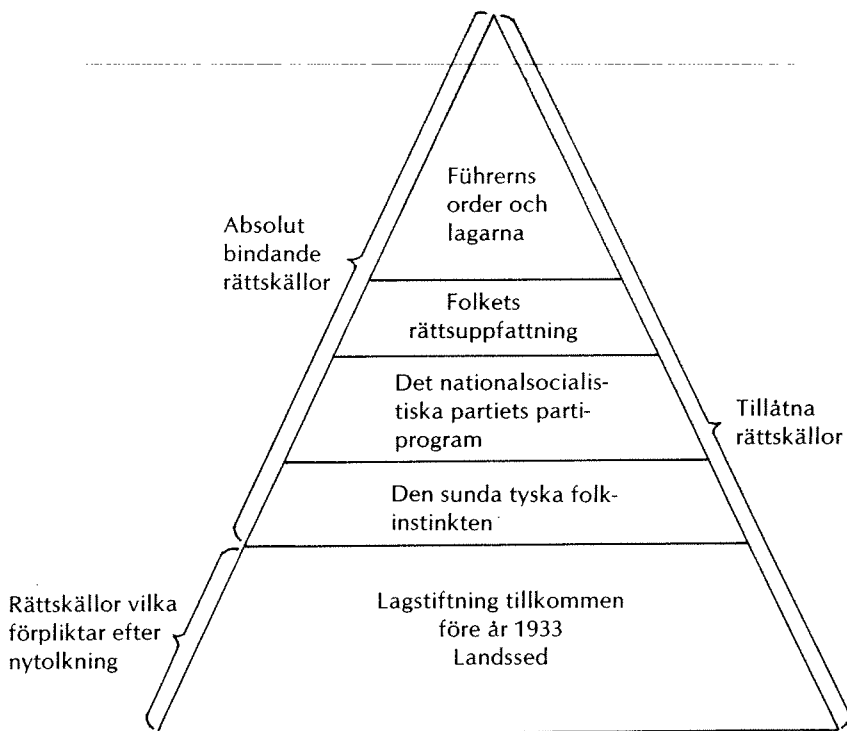 Führerns
order och
lagarna
Absolut
bindande
rättskällor
Folkets
rättsuppfattning
Det nationalsocialis-
tiska partiets parti-
program
Tillåtna
rättskällor
Den sunda tyska folk-
instinkten
Rättskällor vilka
förpliktar efter
nytolkning
Lagstiftning tillkommen
före år 1933
Landssed